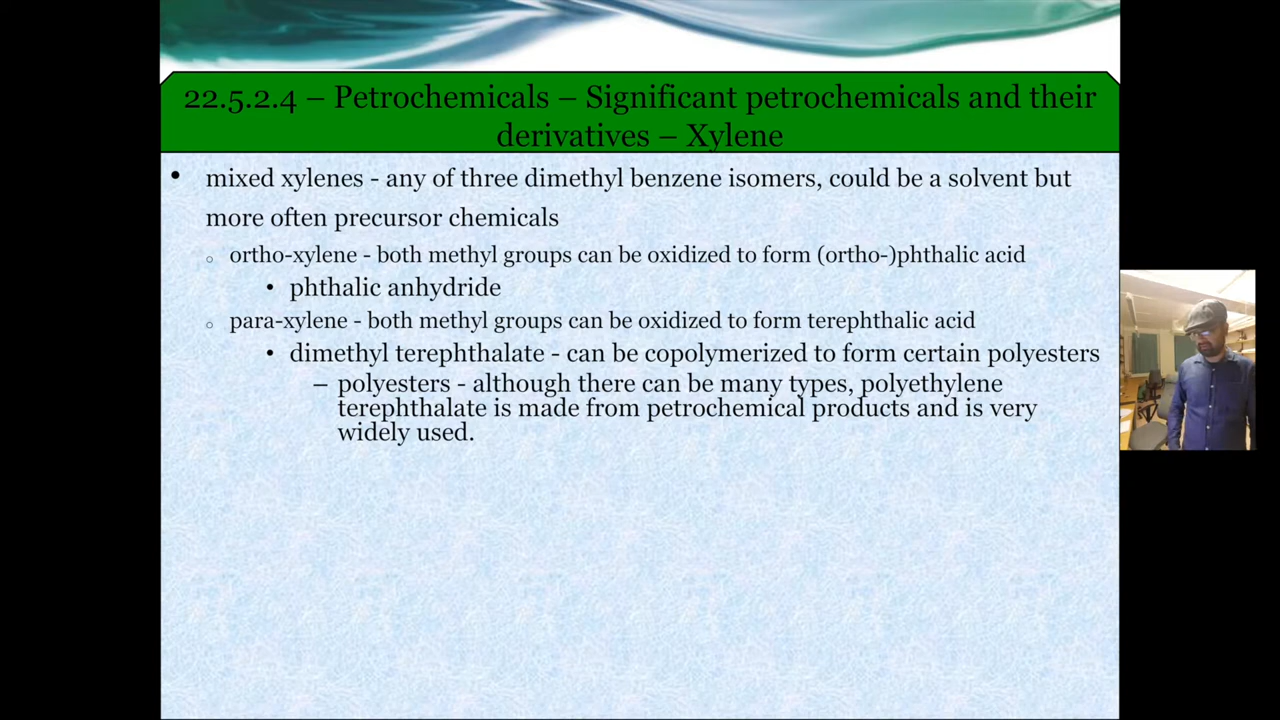 22.5.2.4 – Petrochemicals – Significant petrochemicals and their
derivatives – Xylene
• mixed xylenes - any of three dimethyl benzene isomers, could be a solvent but
more often precursor chemicals
○ ortho-xylene - both methyl groups can be oxidized to form (ortho-)phthalic acid
• phthalic anhydride
○ para-xylene - both methyl groups can be oxidized to form terephthalic acid
• dimethyl terephthalate - can be copolymerized to form certain polyesters
– polyesters - although there can be many types, polyethylene
terephthalate is made from petrochemical products and is very
widely used.